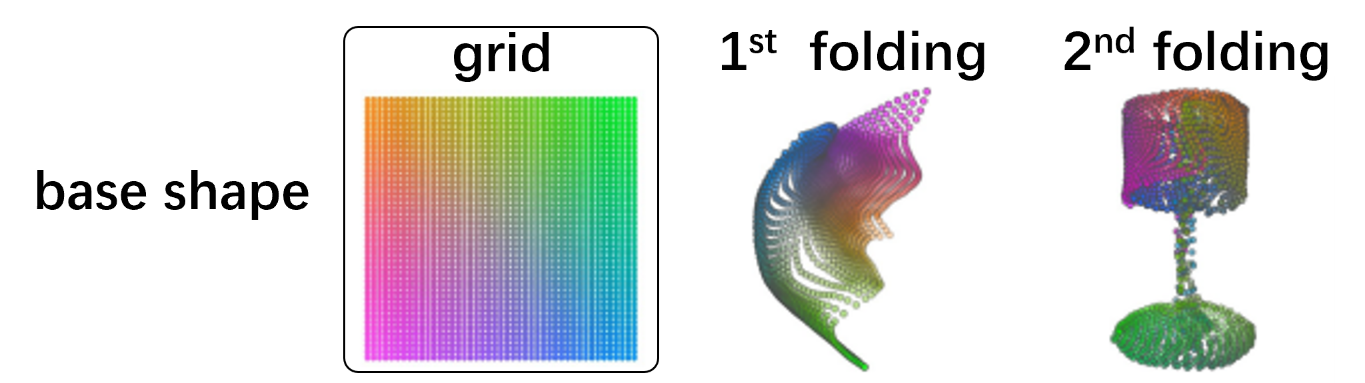 grid
1st folding
2nd folding
base shape